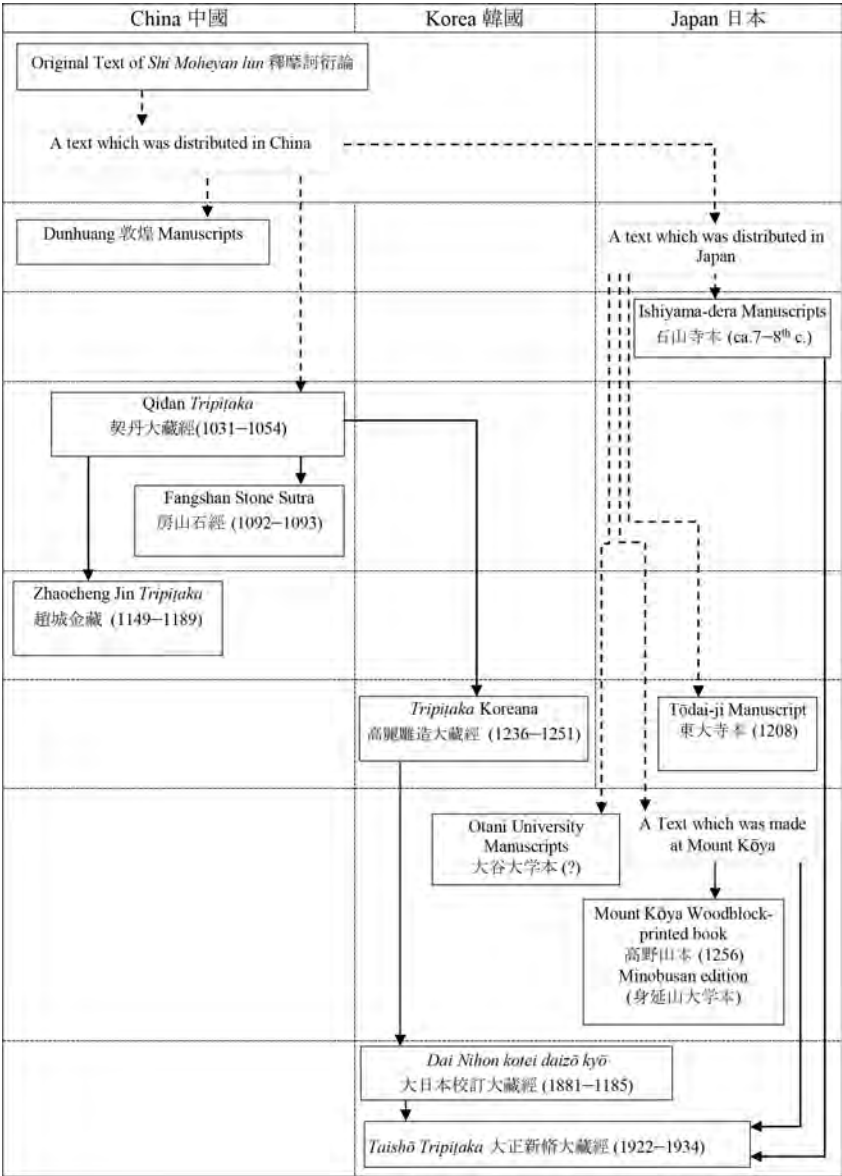 China 中國
Korea 韓國
Japan 日本
Original Text of Shi Moheyan lun 釋摩訶衍論
A text which was distributed in China
Dunhuang 敦煌 Manuscripts
A text which was distributed in
Japan
Ishiyama-dera Manuscripts
石山寺本 (ca.7–8th c.)
Qidan Tripiṭaka
契丹大藏經(1031–1054)
Fangshan Stone Sutra
房山石經 (1092–1093)
Zhaocheng Jin Tripiṭaka
趙城金藏 (1149–1189)
Tripiṭaka Koreana
高麗雕造大藏經 (1236–1251)
Tōdai-ji Manuscript
東大寺本 (1208)
Otani University
Manuscripts
大谷大学本 (?)
A Text which was made
at Mount Kōya
Mount Kōya Woodblock-
printed book
高野山本 (1256)
Minobusan edition
(身延山大学本)
Dai Nihon kotei daizō kyō
大日本校訂大藏經 (1881–1185)
Taishō Tripiṭaka 大正新脩大藏經 (1922–1934)